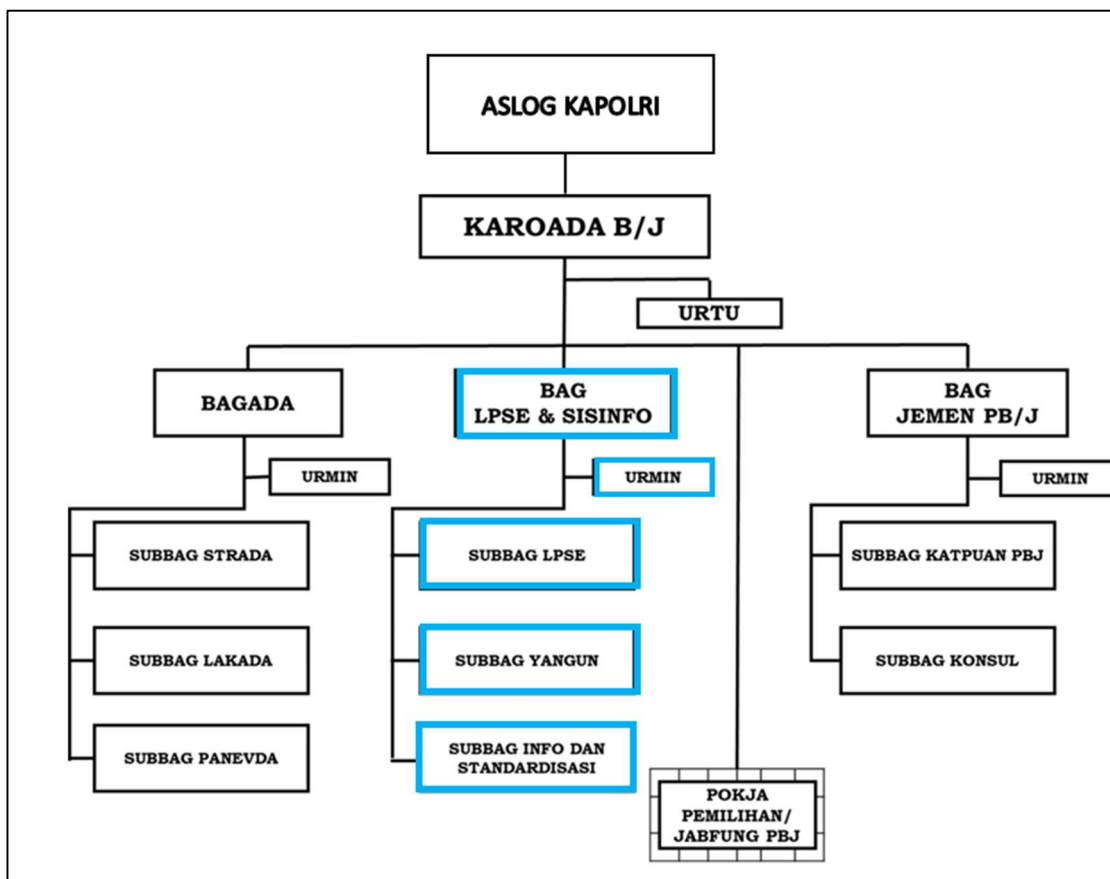 ASLOG KAPOLRI
KAROADA B/J
URTU
BAGADA
BAG
LPSE & SISINFO
BAG
JEMEN PB/J
URMIN
URMIN
URMIN
SUBBAG STRADA
SUBBAG LPSE
SUBBAG KATPUAN PBJ
SUBBAG LAKADA
SUBBAG YANGUN
SUBBAG KONSUL
SUBBAG PANEVDA
SUBBAG INFO DAN
STANDARDISASI
POKJA
PEMILIHAN/
JABFUNG PBJ